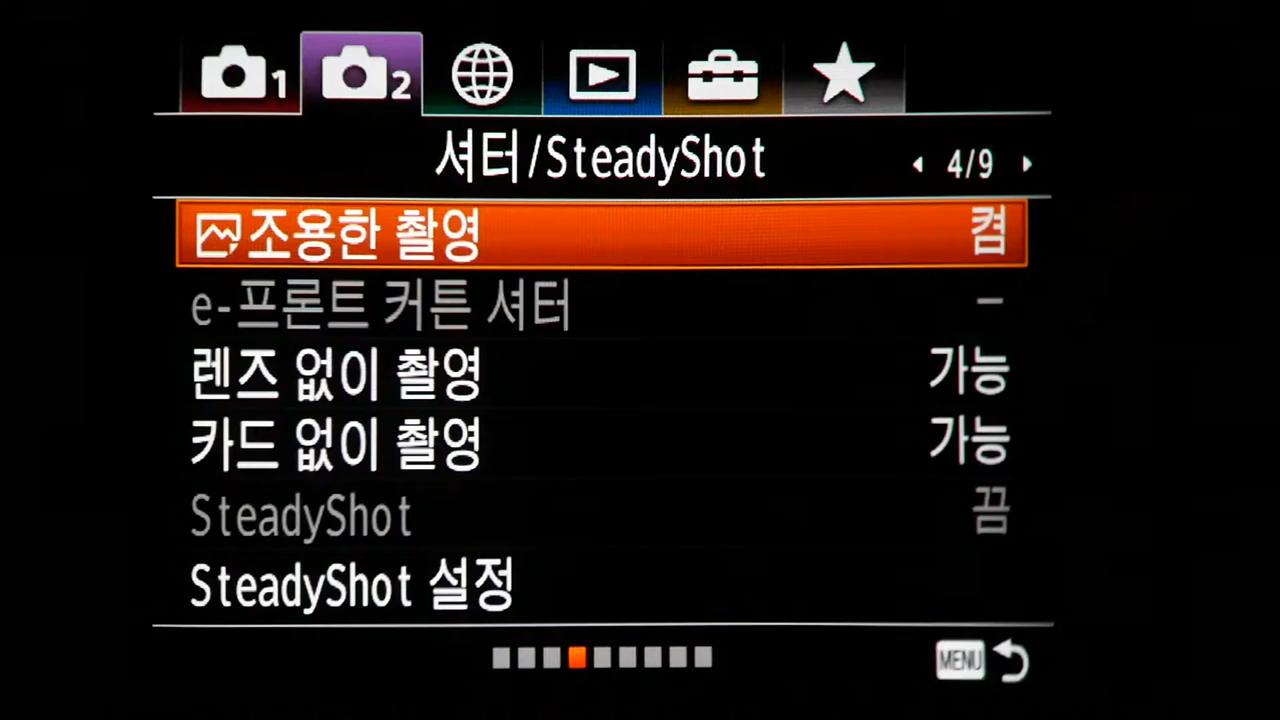 1 2
셔터/SteadyShot 4/9
조용한 촬영 켬
e-프론트 커튼 셔터 –
렌즈 없이 촬영 가능
카드 없이 촬영 가능
SteadyShot 끔
SteadyShot 설정
MENU